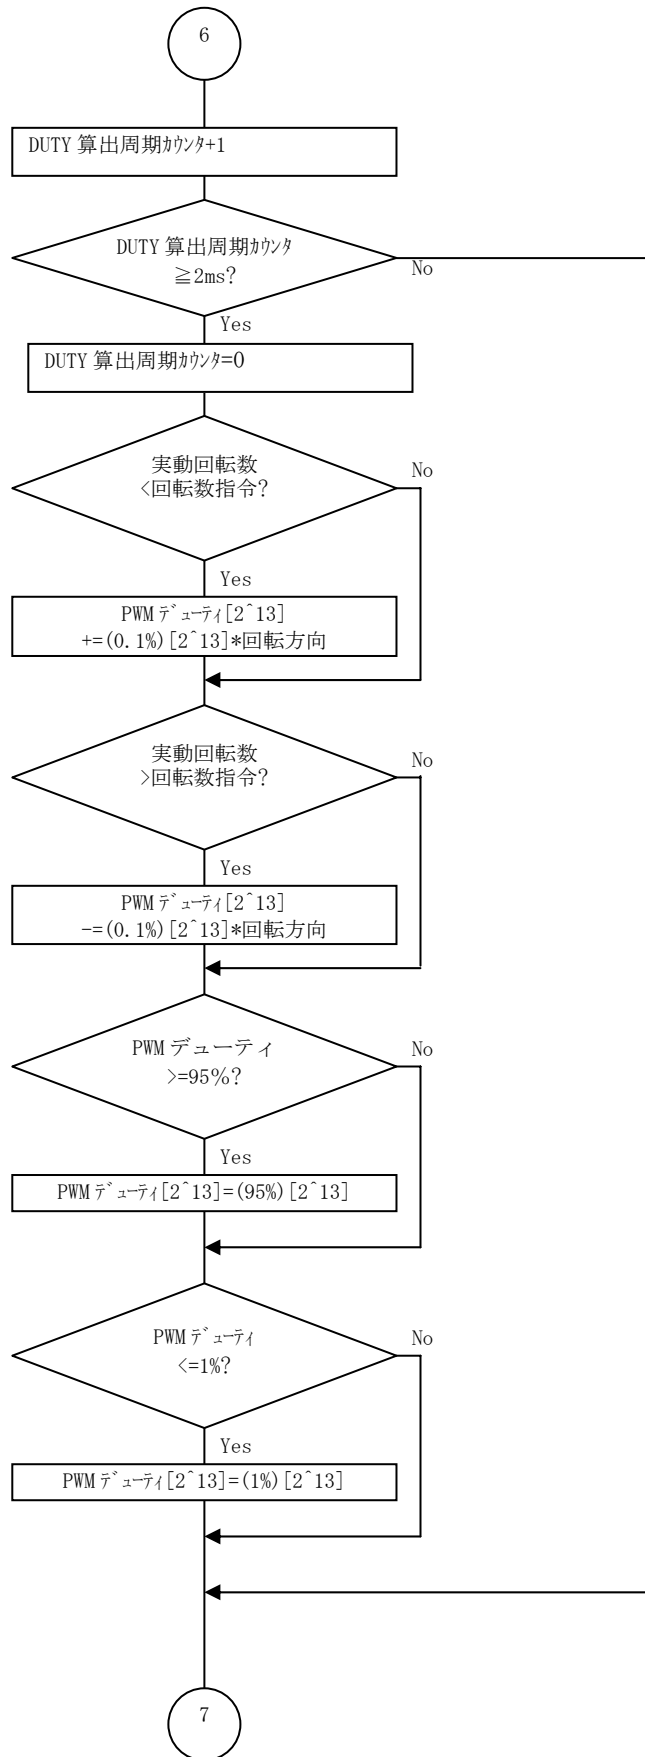 6
DUTY 算出周期ｶｳﾝﾀ+1
DUTY 算出周期ｶｳﾝﾀ
≧2ms?
No
Yes
DUTY 算出周期ｶｳﾝﾀ=0
実動回転数
<回転数指令?
No
Yes
PWM ﾃﾞｭｰﾃｨ[2^13]
+=(0.1%)[2^13]*回転方向
実動回転数
>回転数指令?
No
Yes
PWM ﾃﾞｭｰﾃｨ[2^13]
-=(0.1%)[2^13]*回転方向
PWM デューティ
>=95%?
No
Yes
PWM ﾃﾞｭｰﾃｨ[2^13]=(95%)[2^13]
PWM ﾃﾞｭｰﾃｨ
<=1%?
No
Yes
PWM ﾃﾞｭｰﾃｨ[2^13]=(1%)[2^13]
7